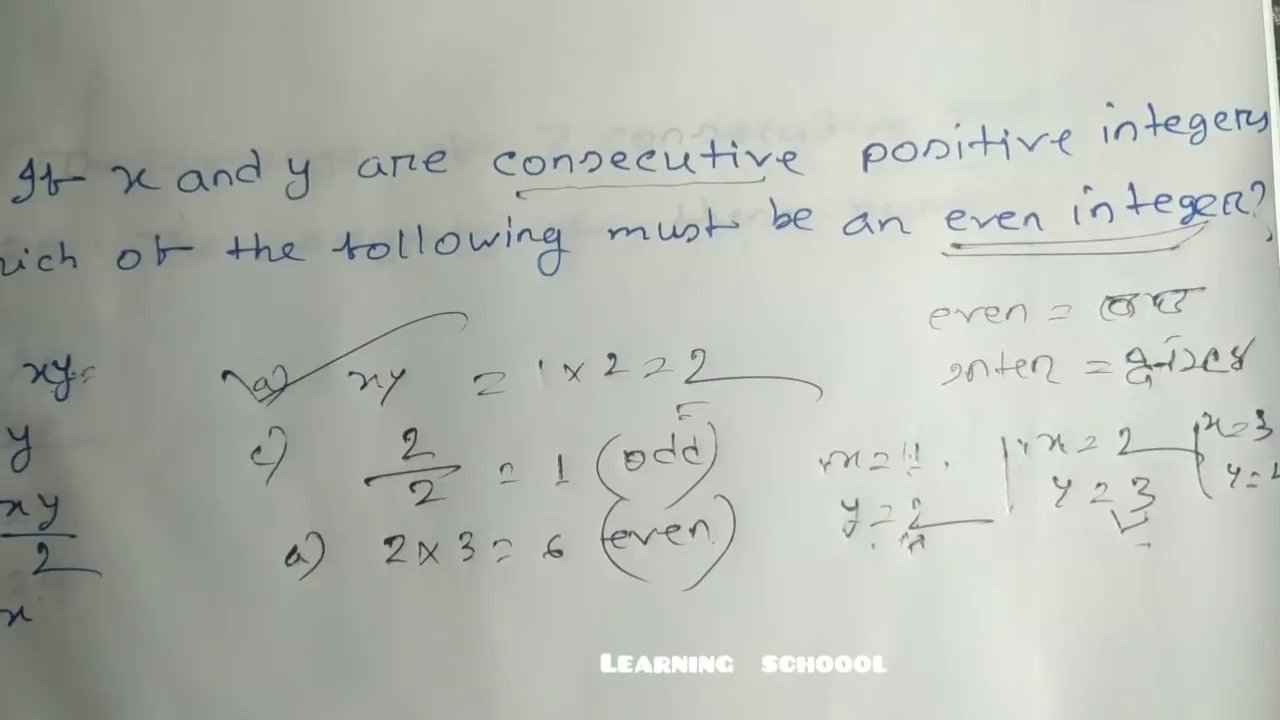 If x and y are consecutive positive integers
ich of the following must be an even integer?
even =
xy=
a) xy = 1 x 2 = 2
y
c) 2/2 = 1 (odd)
x = 1
y = 2
x = 2
y = 3
x = 3
y =
xy/2
a) 2 x 3 = 6 (even)
x
LEARNING SCHOOOL